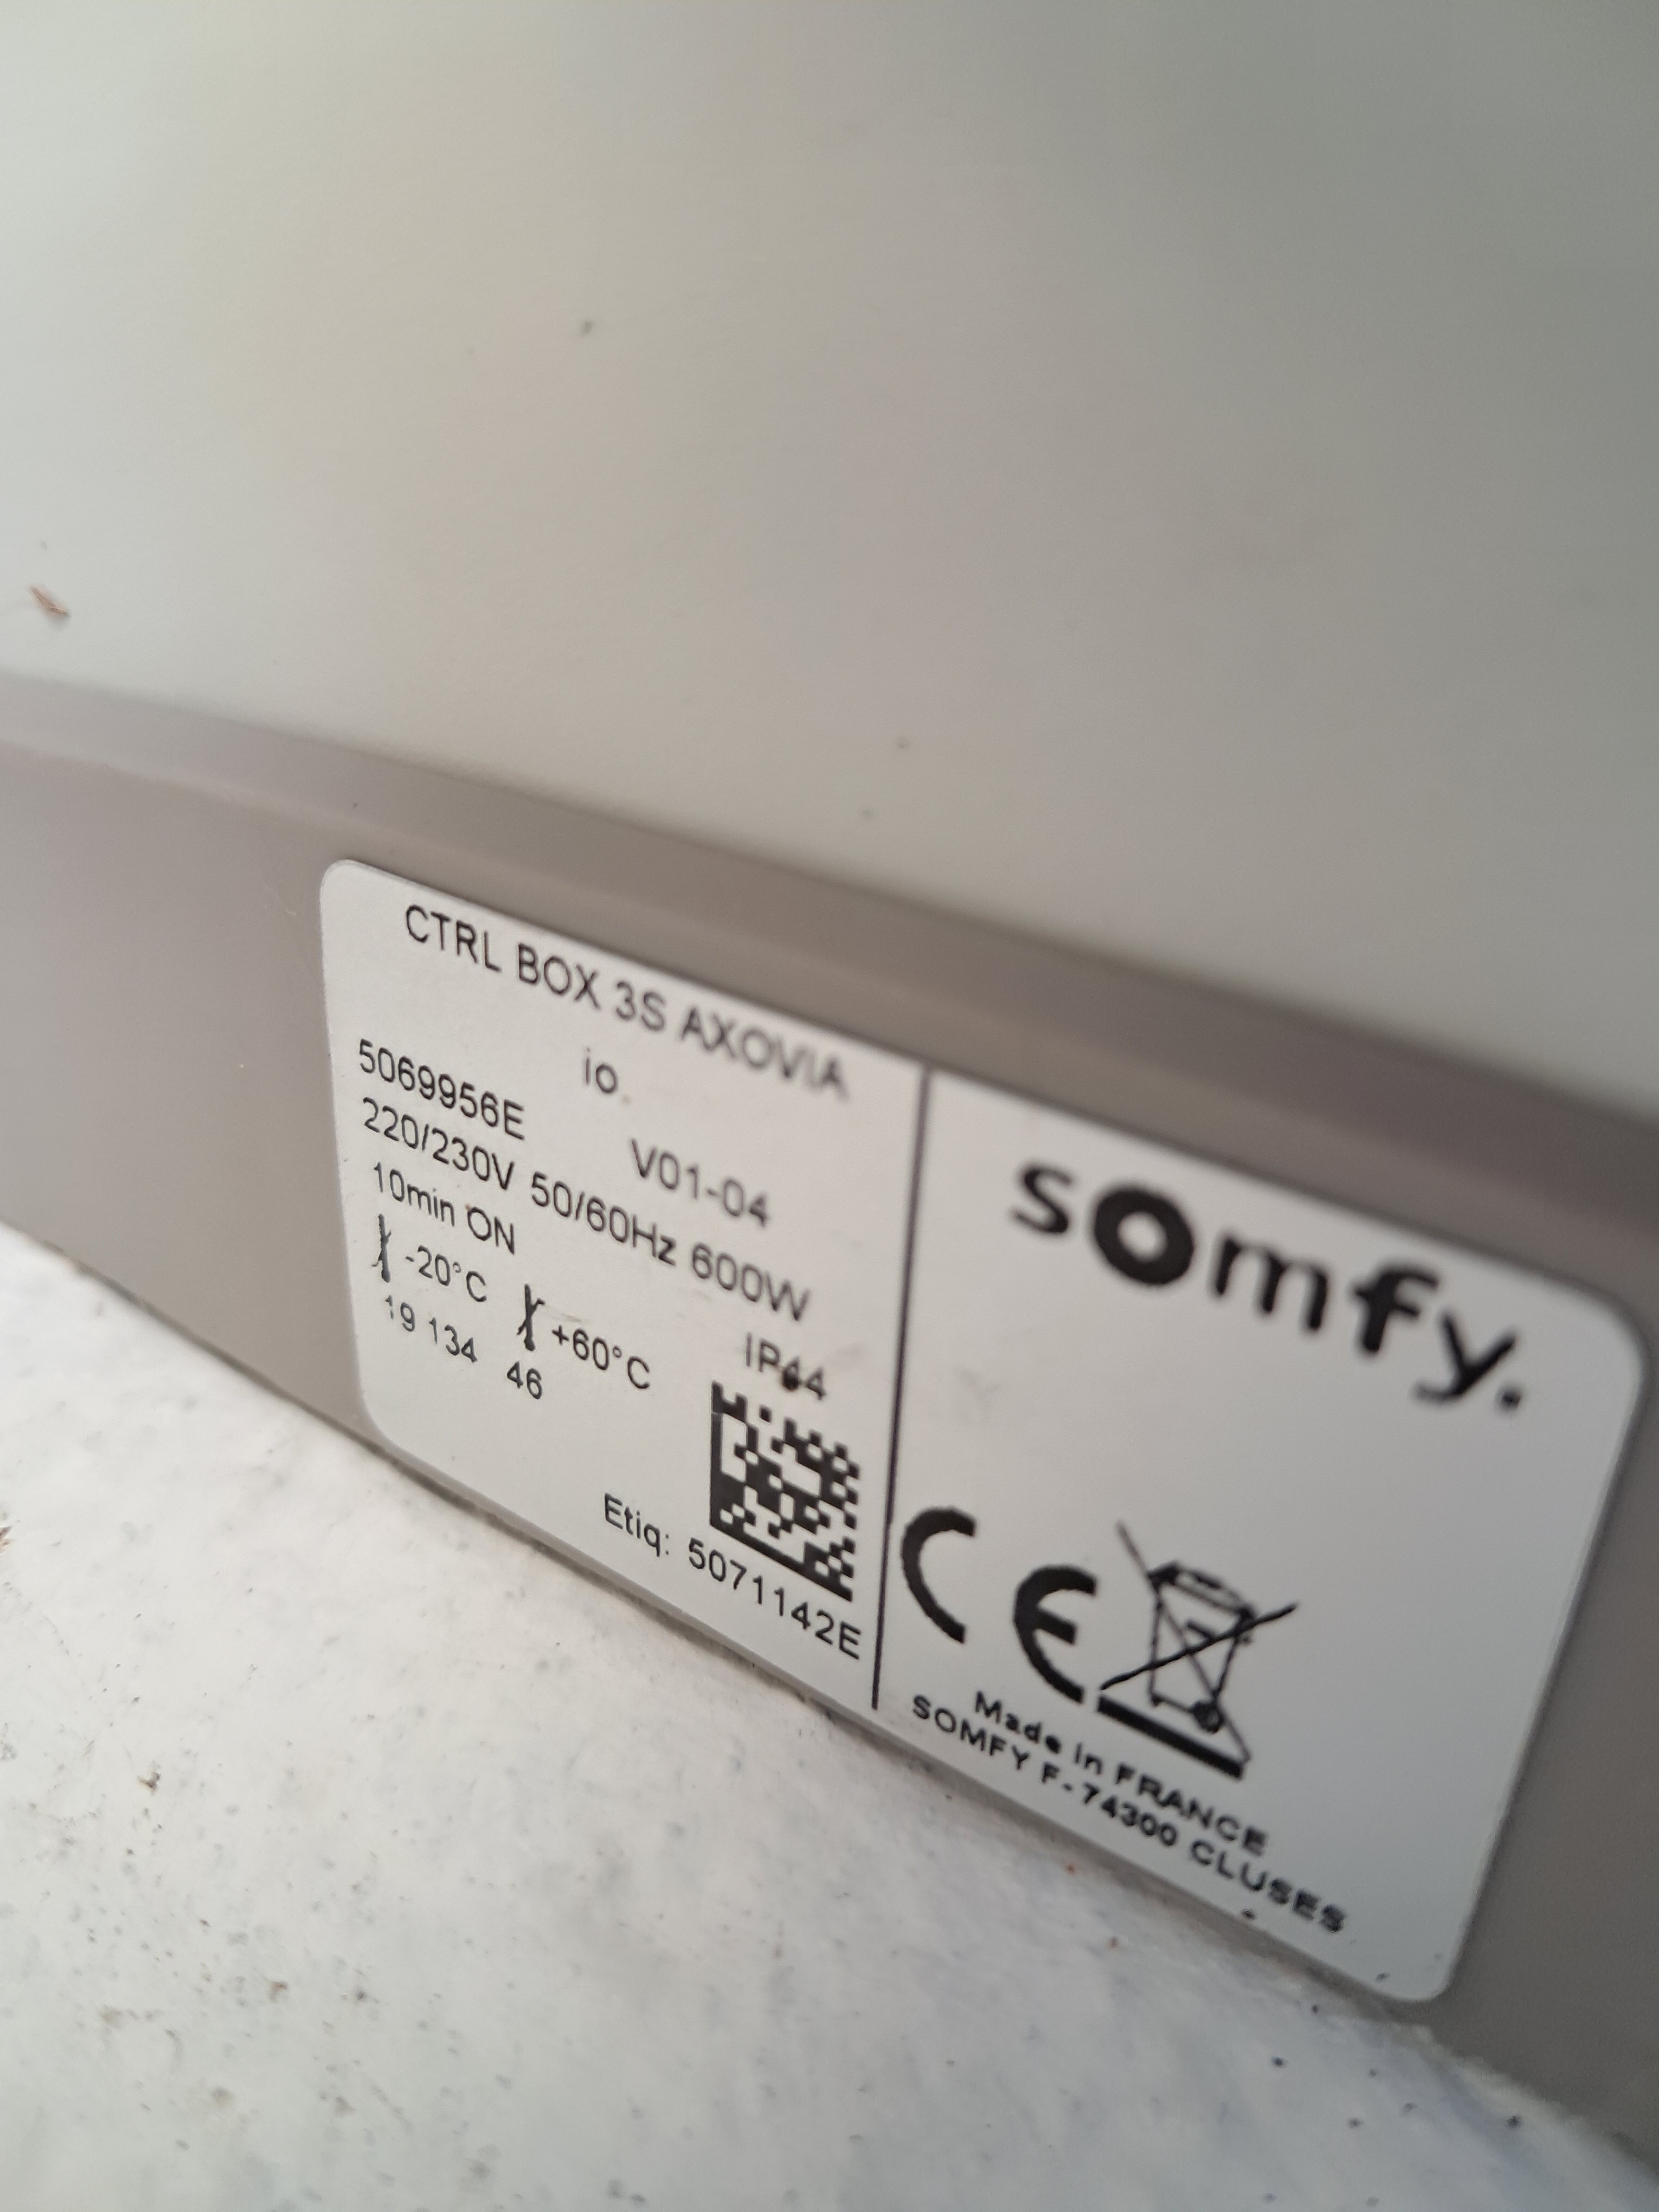 CTRL BOX 3S AXOVIA
io.
5069956E V01-04
220/230V 50/60Hz 600W
10min ON IP44
-20°C +60°C
19 134 46
Etiq: 5071142E
somfy.
CE
Made in FRANCE
SOMFY F-74300 CLUSES